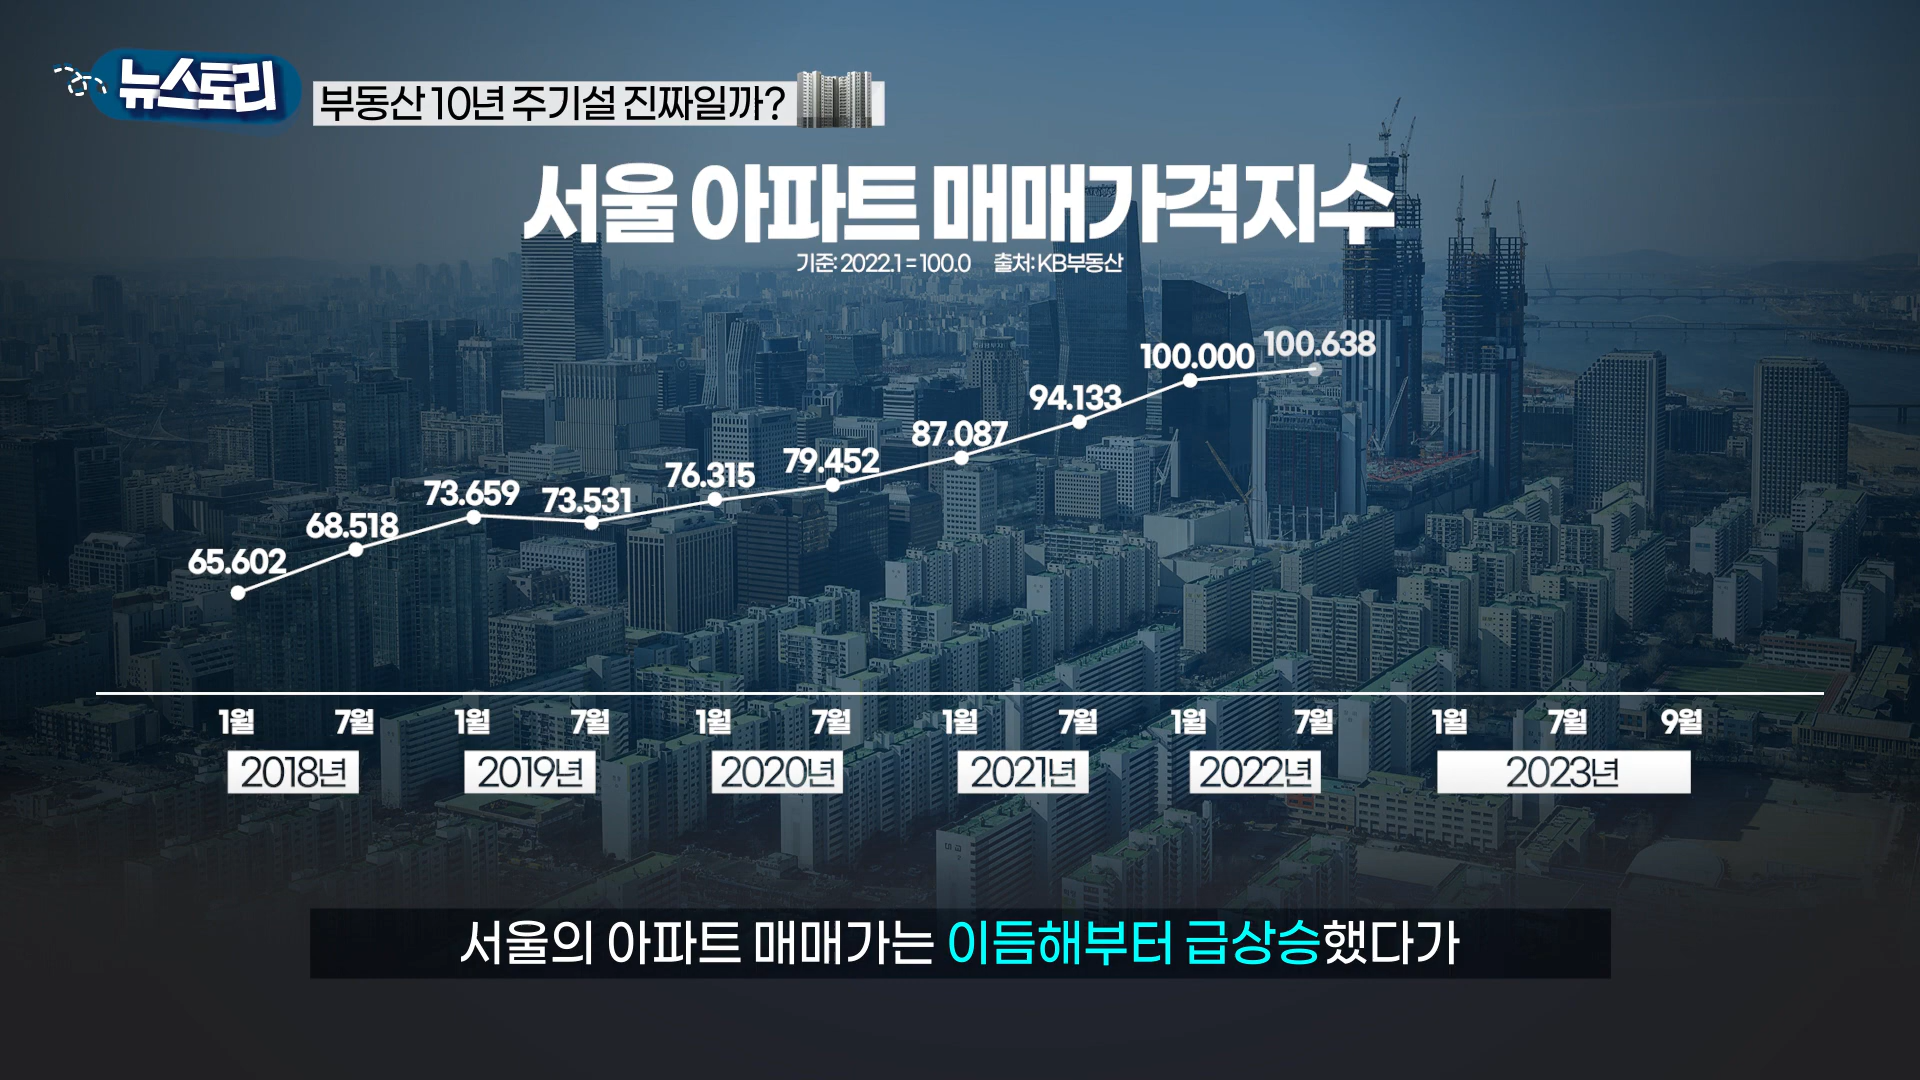 뉴스토리
부동산 10년 주기설 진짜일까?
서울 아파트 매매가격지수
기준: 2022.1 = 100.0 출처: KB부동산
65.602
68.518
73.659
73.531
76.315
79.452
87.087
94.133
100.000
100.638
1월 7월 1월 7월 1월 7월 1월 7월 1월 7월 1월 7월 9월
2018년 2019년 2020년 2021년 2022년 2023년
서울의 아파트 매매가는 이듬해부터 급상승했다가